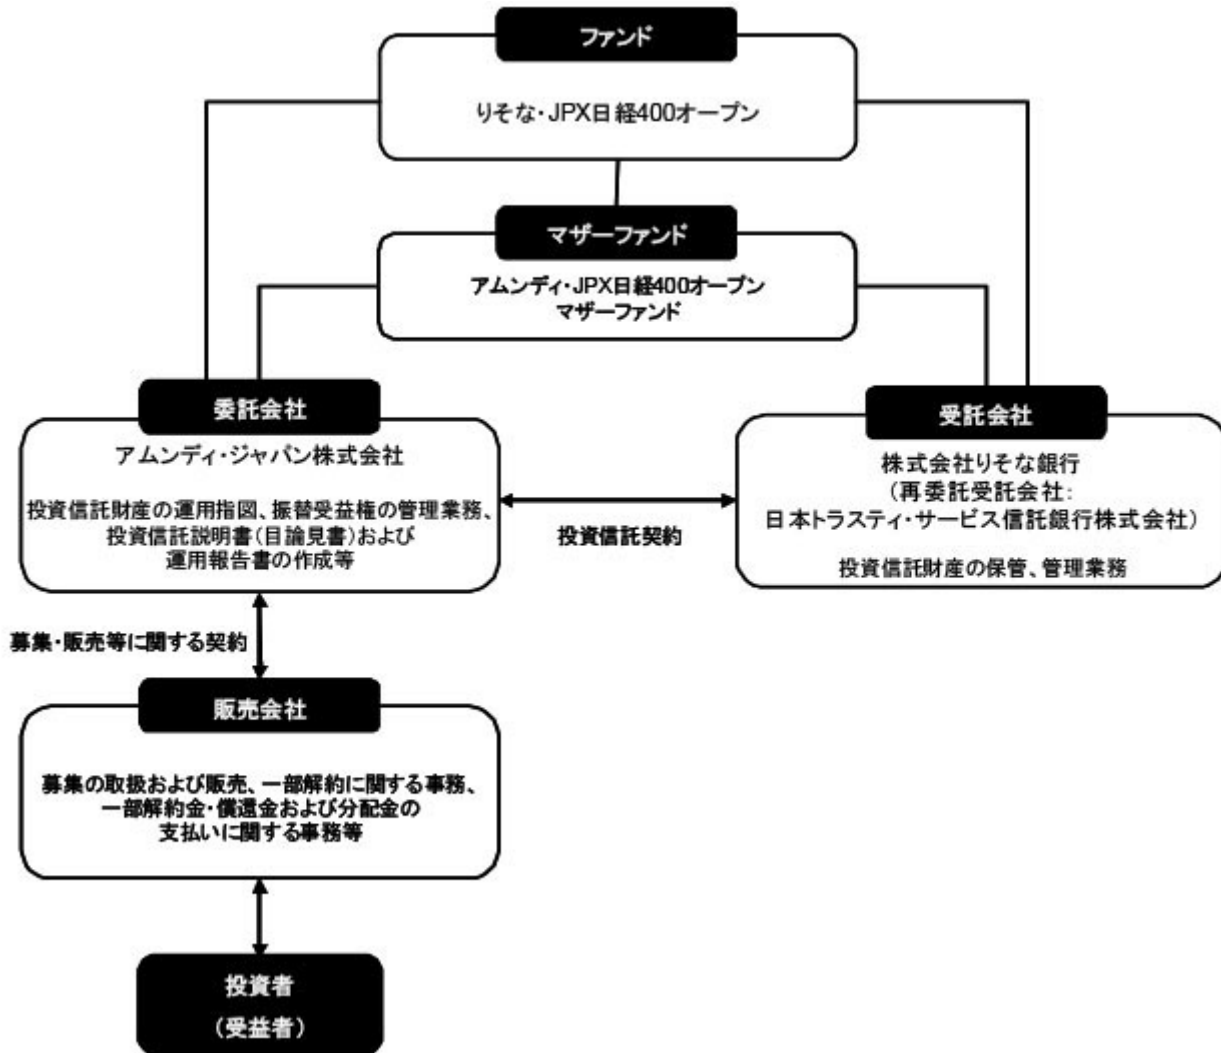 ファンド
りそな・JPX日経400オープン
マザーファンド
アムンディ・JPX日経400オープン
マザーファンド
委託会社
アムンディ・ジャパン株式会社
投資信託財産の運用指図、振替受益権の管理業務、
投資信託説明書(目論見書)および
運用報告書の作成等
投資信託契約
受託会社
株式会社りそな銀行
(再委託受託会社:
日本トラスティ・サービス信託銀行株式会社)
投資信託財産の保管、管理業務
募集・販売等に関する契約
販売会社
募集の取扱および販売、一部解約に関する事務、
一部解約金・償還金および分配金の
支払いに関する事務等
投資者
(受益者)